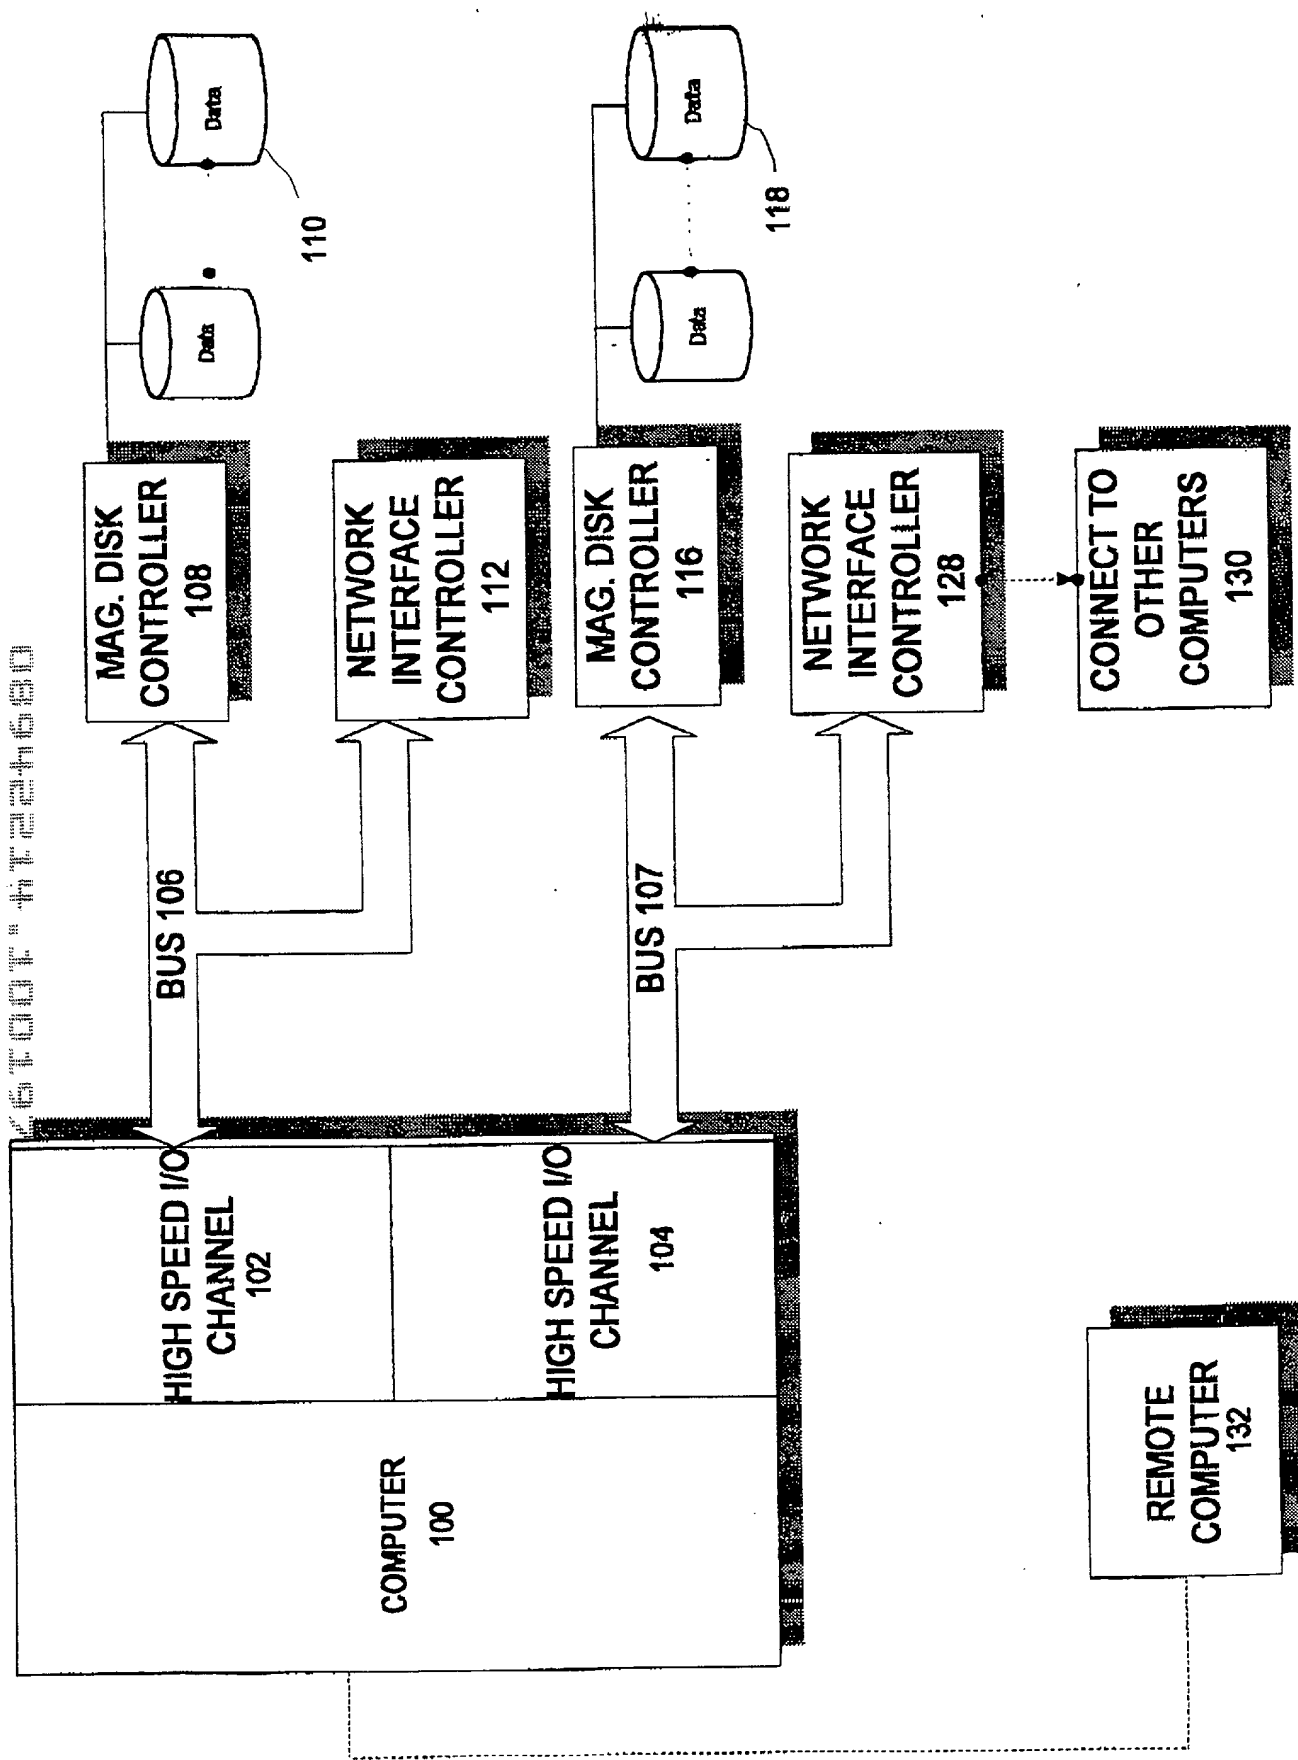 COMPUTER
100
HIGH SPEED I/O
CHANNEL
102
HIGH SPEED I/O
CHANNEL
104
BUS 106
BUS 107
MAG. DISK
CONTROLLER
108
NETWORK
INTERFACE
CONTROLLER
112
MAG. DISK
CONTROLLER
116
NETWORK
INTERFACE
CONTROLLER
128
CONNECT TO
OTHER
COMPUTERS
130
Data
Data
110
Data
Data
118
REMOTE
COMPUTER
132